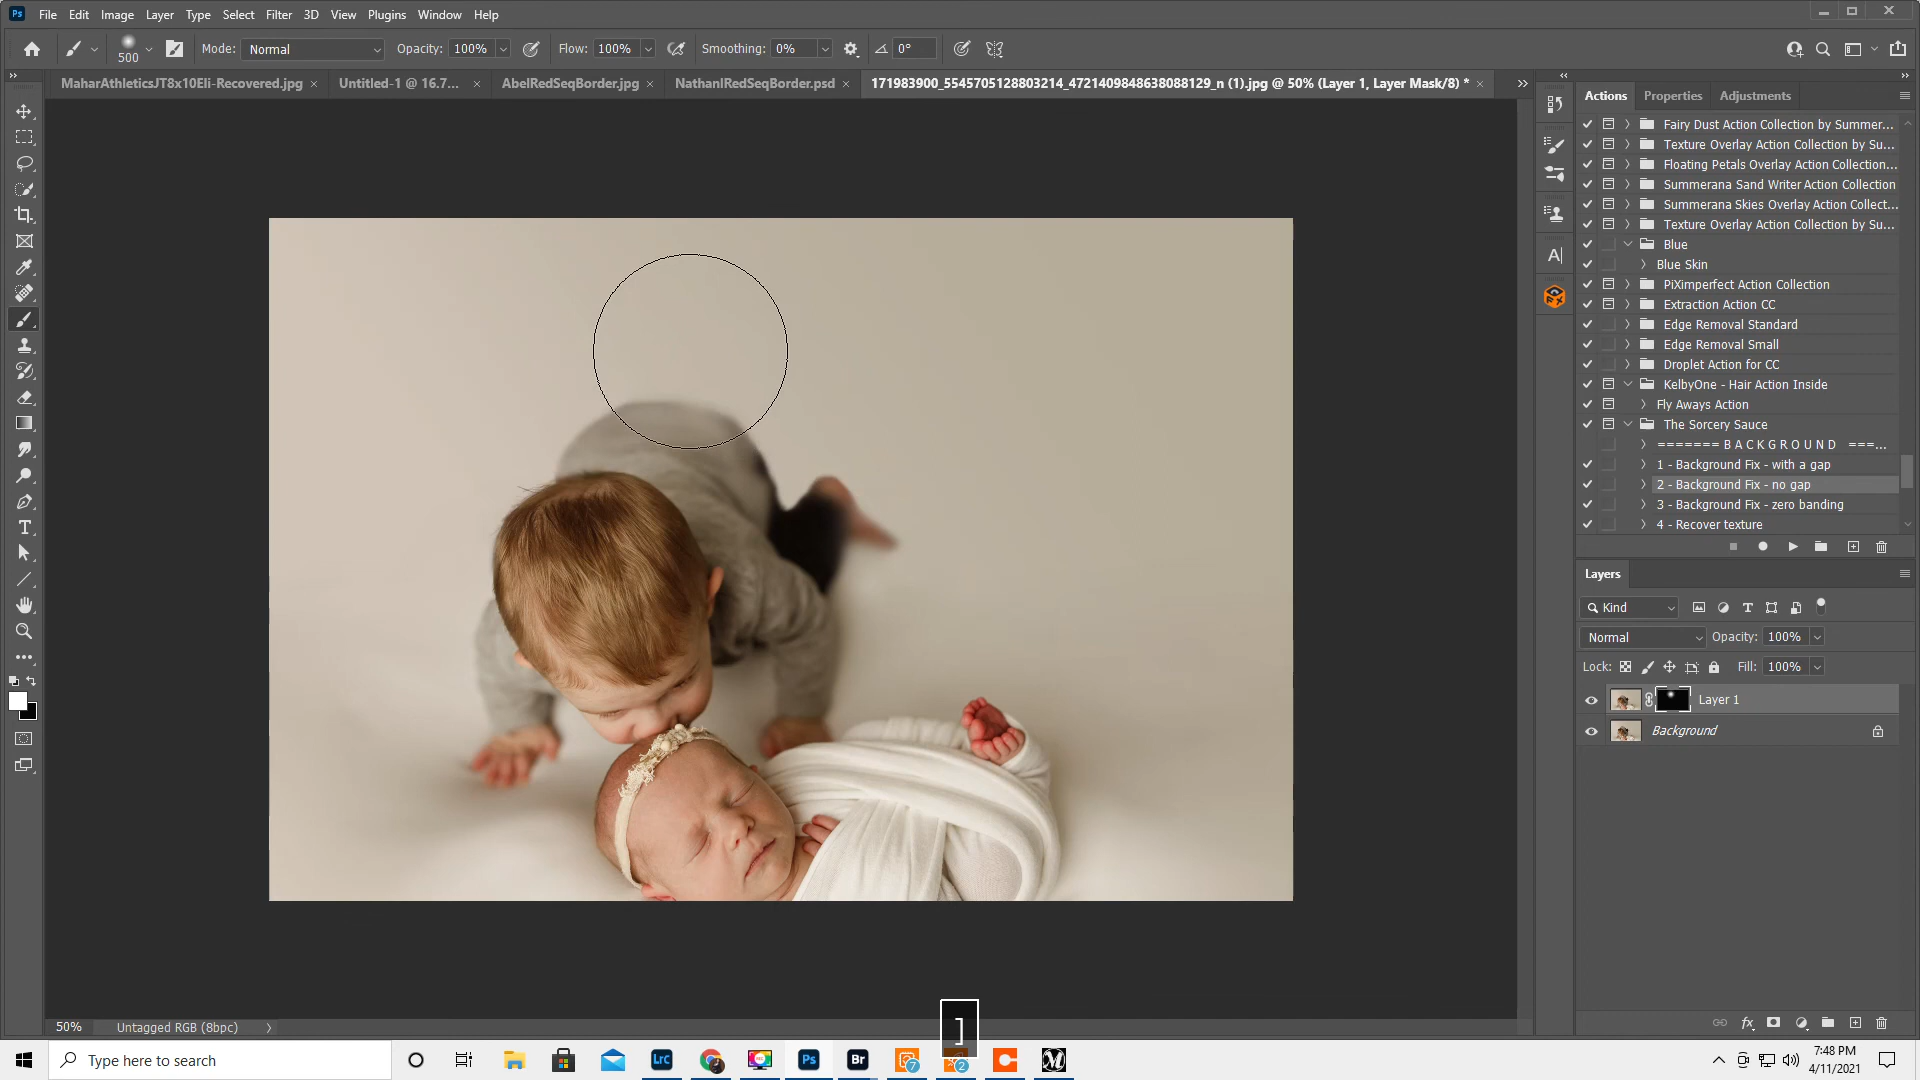 File Edit Image Layer Type Select Filter 3D View Plugins Window Help
500 Mode: Normal Opacity: 100% Flow: 100% Smoothing: 0% 0°
MaharAthleticsJT8x10Eli-Recovered.jpg × Untitled-1 @ 16.7... × AbelRedSeqBorder.jpg × NathanlRedSeqBorder.psd × 171983900_5545705128803214_4721409848638088129_n (1).jpg @ 50% (Layer 1, Layer Mask/8) * ×
Actions Properties Adjustments
Fairy Dust Action Collection by Summer...
Texture Overlay Action Collection by Su...
Floating Petals Overlay Action Collection...
Summerana Sand Writer Action Collection
Summerana Skies Overlay Action Collect...
Texture Overlay Action Collection by Su...
Blue
Blue Skin
PiXimperfect Action Collection
Extraction Action CC
Edge Removal Standard
Edge Removal Small
Droplet Action for CC
KelbyOne - Hair Action Inside
Fly Aways Action
The Sorcery Sauce
======= B A C K G R O U N D ===...
1 - Background Fix - with a gap
2 - Background Fix - no gap
3 - Background Fix - zero banding
4 - Recover texture
Layers
Kind
Normal Opacity: 100%
Lock: Fill: 100%
Layer 1
Background
50% Untagged RGB (8bpc)
]
Type here to search
LrC Ps Br 7 2
7:48 PM
4/11/2021